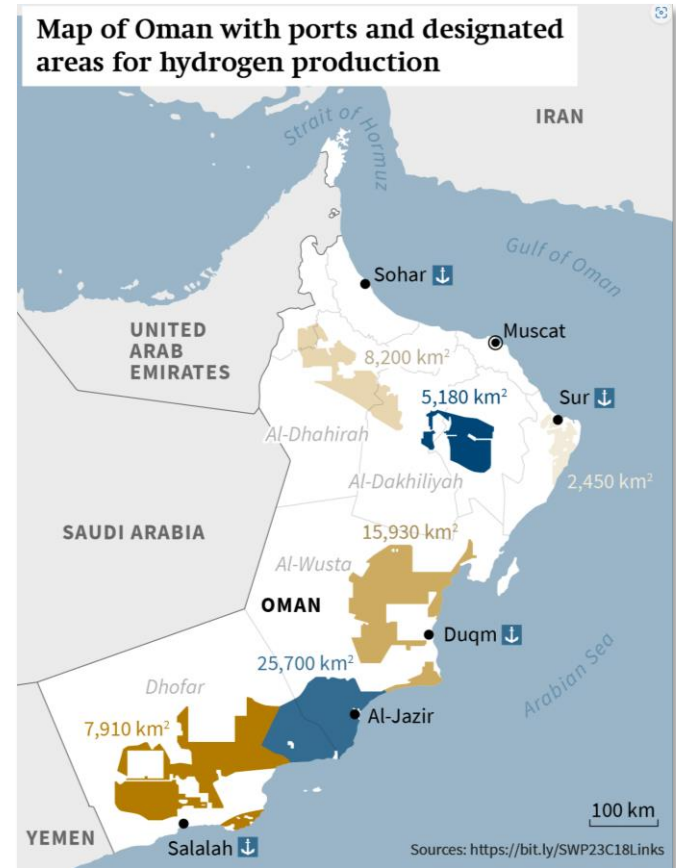 Map of Oman with ports and designated
areas for hydrogen production
Strait of Hormuz
IRAN
Gulf of Oman
Sohar
UNITED
ARAB
EMIRATES
Muscat
8,200 km²
5,180 km²
Sur
Al-Dhahirah
Al-Dakhiliyah
2,450 km²
SAUDI ARABIA
15,930 km²
Al-Wusta
OMAN
Duqm
25,700 km²
Arabian Sea
Dhofar
7,910 km²
Al-Jazir
100 km
YEMEN
Salalah
Sources: https://bit.ly/SWP23C18Links